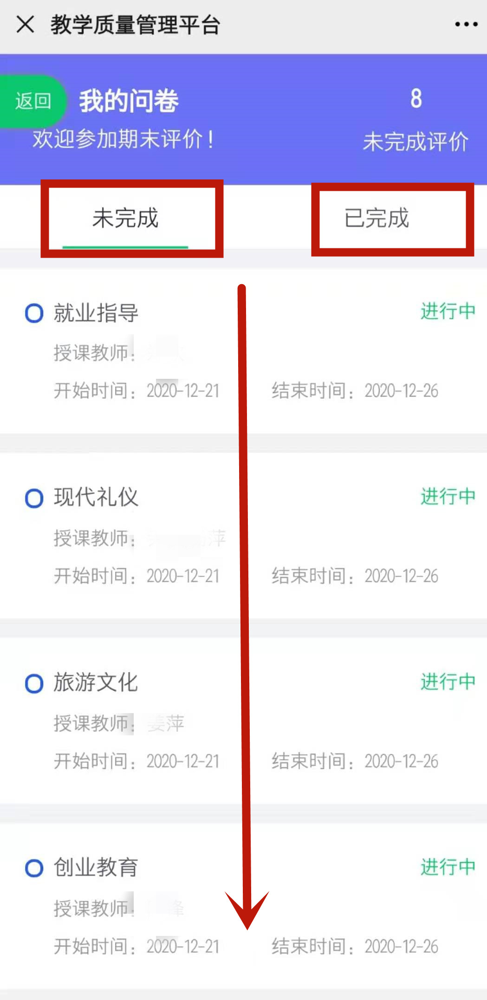 教学质量管理平台
返回
我的问卷
8
欢迎参加期末评价！
未完成评价
未完成
已完成
就业指导
进行中
授课教师：
开始时间：2020-12-21
结束时间：2020-12-26
现代礼仪
进行中
授课教师： 萍
开始时间：2020-12-21
结束时间：2020-12-26
旅游文化
进行中
授课教师：姜萍
开始时间：2020-12-21
结束时间：2020-12-26
创业教育
进行中
授课教师： 锋
开始时间：2020-12-21
结束时间：2020-12-26